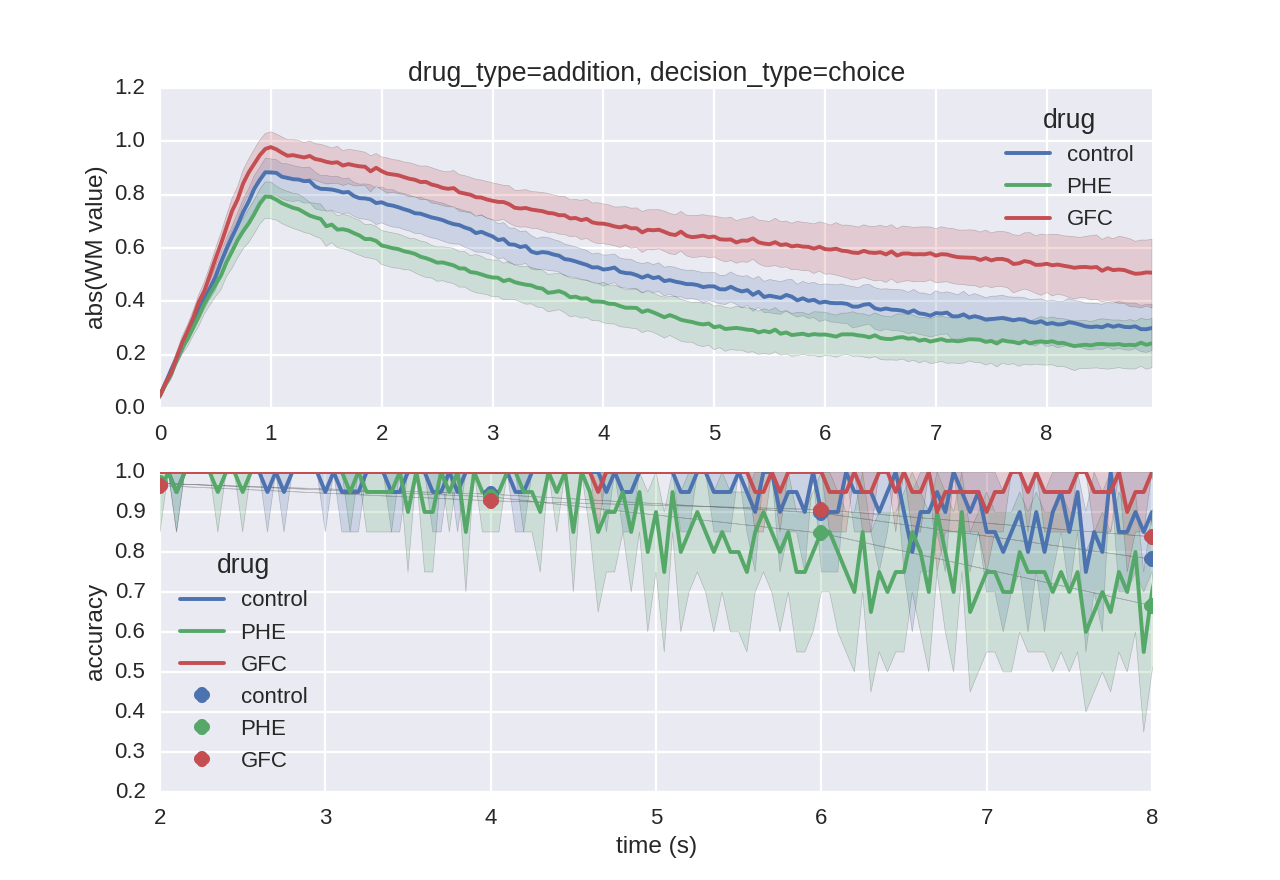 drug_type=addition, decision_type=choice
1.2
1.0
0.8
0.6
0.4
0.2
0.0
abs(WM value)
drug
control
PHE
GFC
0 1 2 3 4 5 6 7 8
1.0
0.9
0.8
0.7
0.6
0.5
0.4
0.3
0.2
accuracy
drug
control
PHE
GFC
control
PHE
GFC
2 3 4 5 6 7 8
time (s)